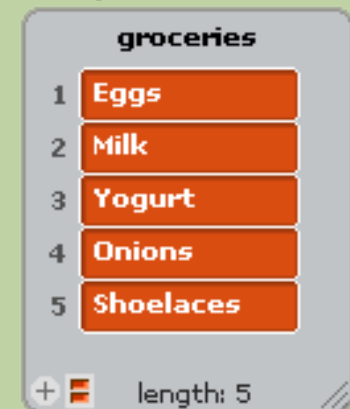 groceries
1 Eggs
2 Milk
3 Yogurt
4 Onions
5 Shoelaces
+ = length: 5